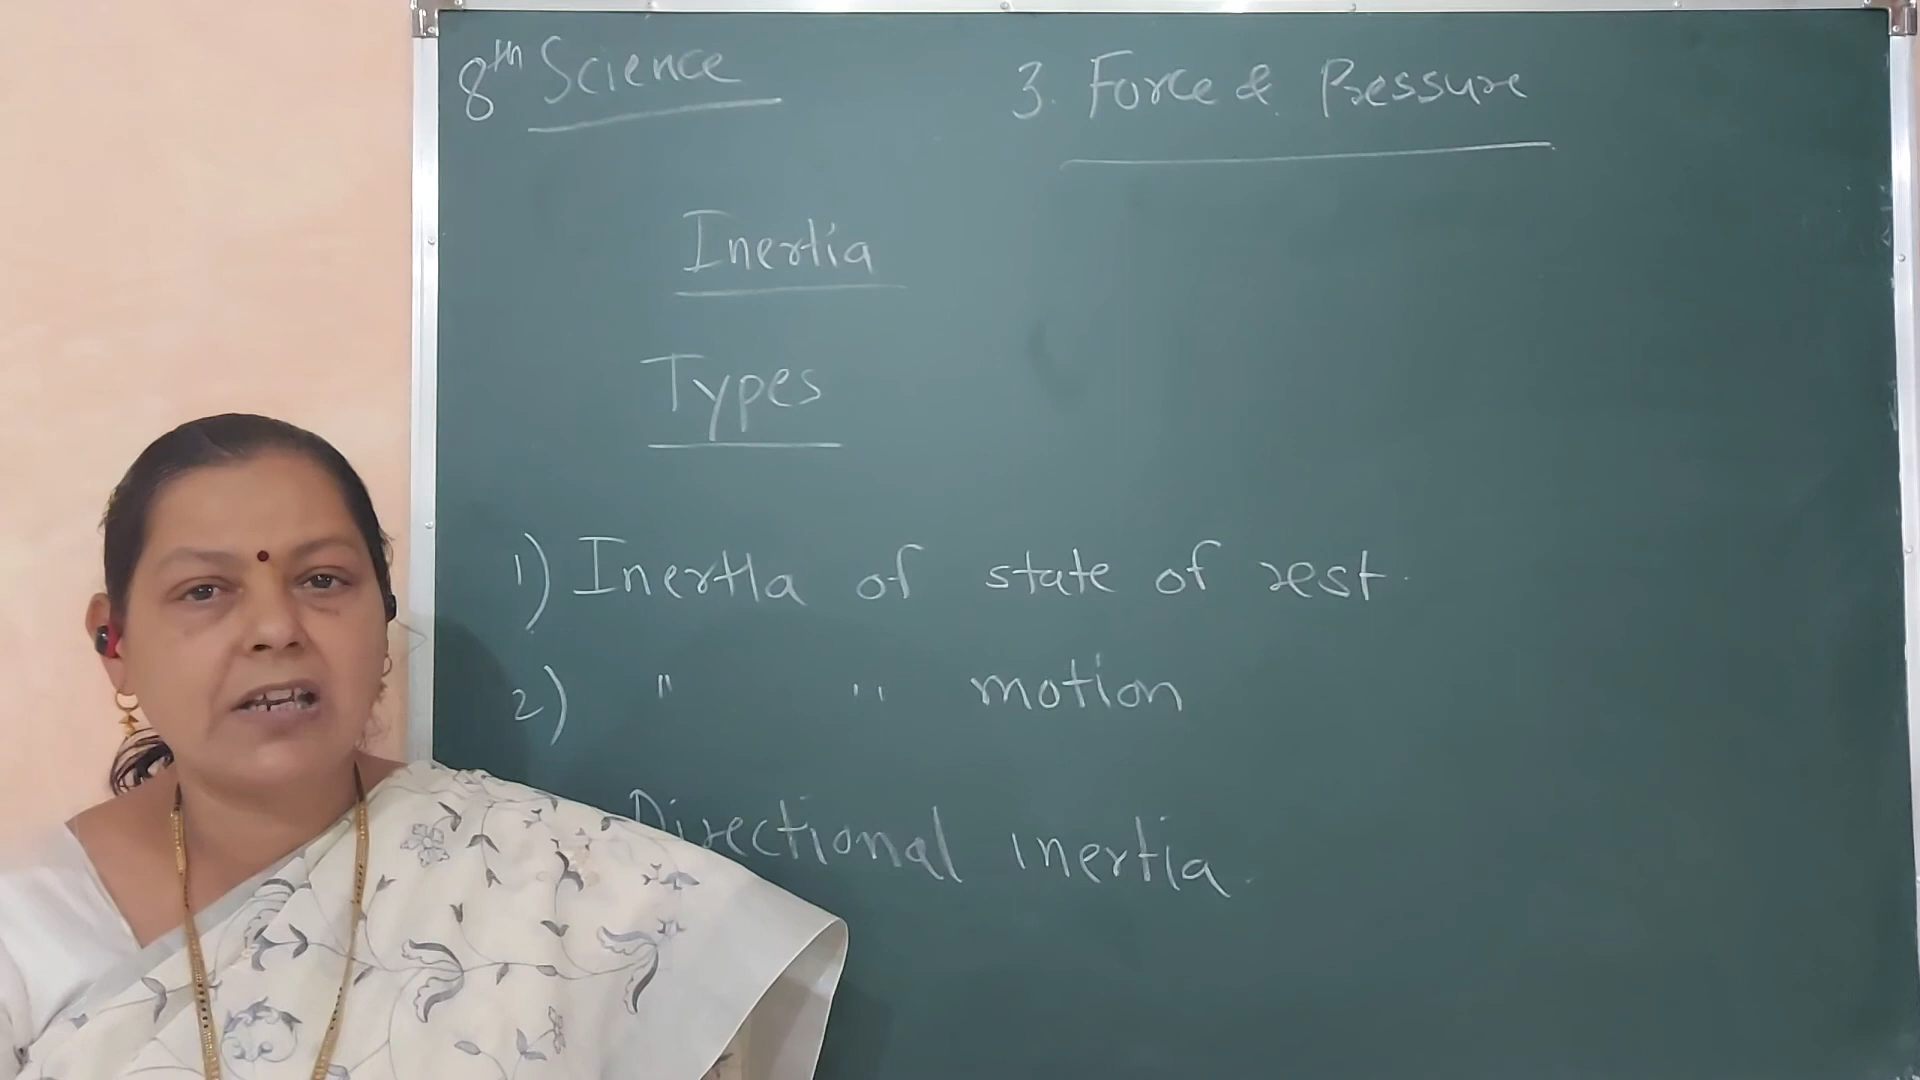 8th Science
3. Force & Pressure
Inertia
Types
1) Inertia of state of rest.
2) " " motion
Directional inertia.